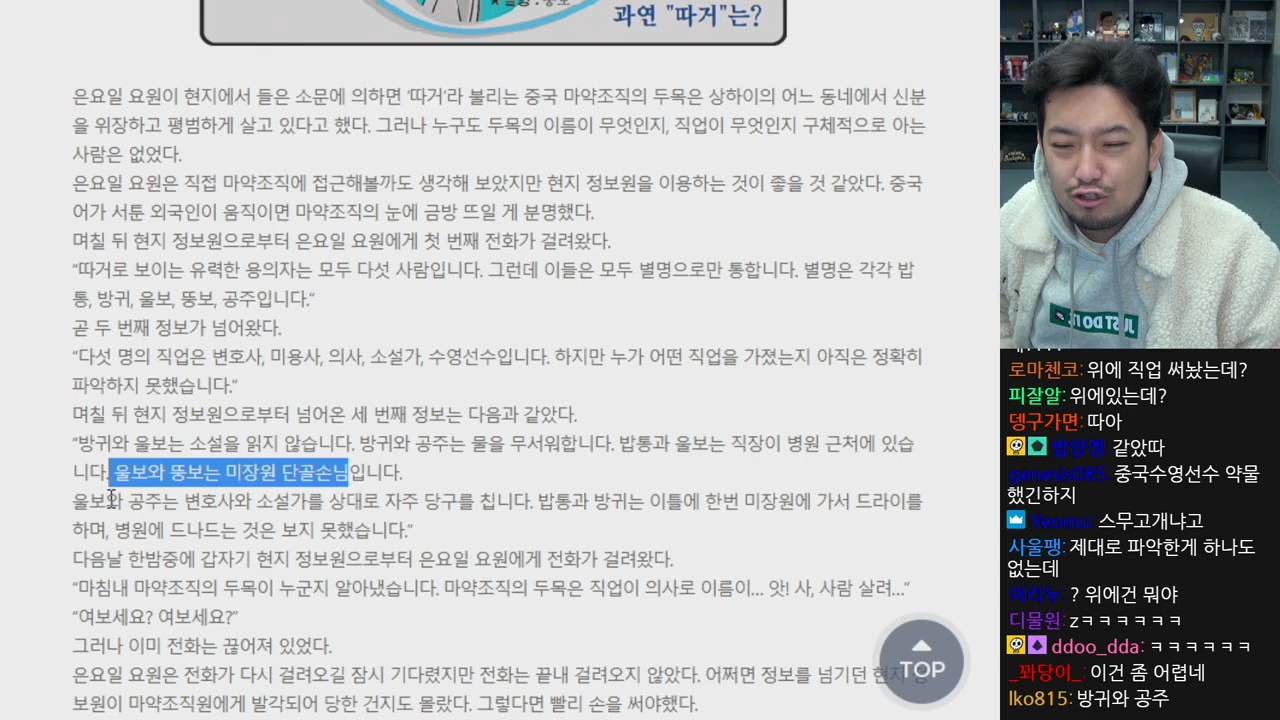 과연 "따거"는?
은요일 요원이 현지에서 들은 소문에 의하면 '따거'라 불리는 중국 마약조직의 두목은 상하이의 어느 동네에서 신분
을 위장하고 평범하게 살고 있다고 했다. 그러나 누구도 두목의 이름이 무엇인지, 직업이 무엇인지 구체적으로 아는
사람은 없었다.
은요일 요원은 직접 마약조직에 접근해볼까도 생각해 보았지만 현지 정보원을 이용하는 것이 좋을 것 같았다. 중국
어가 서툰 외국인이 움직이면 마약조직의 눈에 금방 뜨일 게 분명했다.
며칠 뒤 현지 정보원으로부터 은요일 요원에게 첫 번째 전화가 걸려왔다.
“따거로 보이는 유력한 용의자는 모두 다섯 사람입니다. 그런데 이들은 모두 별명으로만 통합니다. 별명은 각각 밥
통, 방귀, 울보, 뚱보, 공주입니다.”
곧 두 번째 정보가 넘어왔다.
“다섯 명의 직업은 변호사, 미용사, 의사, 소설가, 수영선수입니다. 하지만 누가 어떤 직업을 가졌는지 아직은 정확히
파악하지 못했습니다.”
며칠 뒤 현지 정보원으로부터 넘어온 세 번째 정보는 다음과 같았다.
“방귀와 울보는 소설을 읽지 않습니다. 방귀와 공주는 물을 무서워합니다. 밥통과 울보는 직장이 병원 근처에 있습
니다. 울보와 뚱보는 미장원 단골손님입니다.
울보와 공주는 변호사와 소설가를 상대로 자주 당구를 칩니다. 밥통과 방귀는 이틀에 한번 미장원에 가서 드라이를
하며, 병원에 드나드는 것은 보지 못했습니다.”
다음날 한밤중에 갑자기 현지 정보원으로부터 은요일 요원에게 전화가 걸려왔다.
“마침내 마약조직의 두목이 누군지 알아냈습니다. 마약조직의 두목은 직업이 의사로 이름이... 앗! 사, 사람 살려...”
“여보세요? 여보세요?”
그러나 이미 전화는 끊어져 있었다.
은요일 요원은 전화가 다시 걸려오길 잠시 기다렸지만 전화는 끝내 걸려오지 않았다. 어쩌면 정보를 넘기던 현지
보원이 마약조직원에게 발각되어 당한 건지도 몰랐다. 그렇다면 빨리 손을 써야했다.
TOP
JUST DO IT.
로마첸코: 위에 직업 써놨는데?
피잘알: 위에있는데?
뎅구가면: 따아
밤양갱: 같았따
genesis085: 중국수영선수 약물
했긴하지
Yeomu: 스무고개냐고
사울팽: 제대로 파악한게 하나도
없는데
아라누: ? 위에건 뭐야
디물원: zㅋㅋㅋㅋㅋㅋ
ddoo_dda: ㅋㅋㅋㅋㅋㅋ
_꽈당이_: 이건 좀 어렵네
lko815: 방귀와 공주